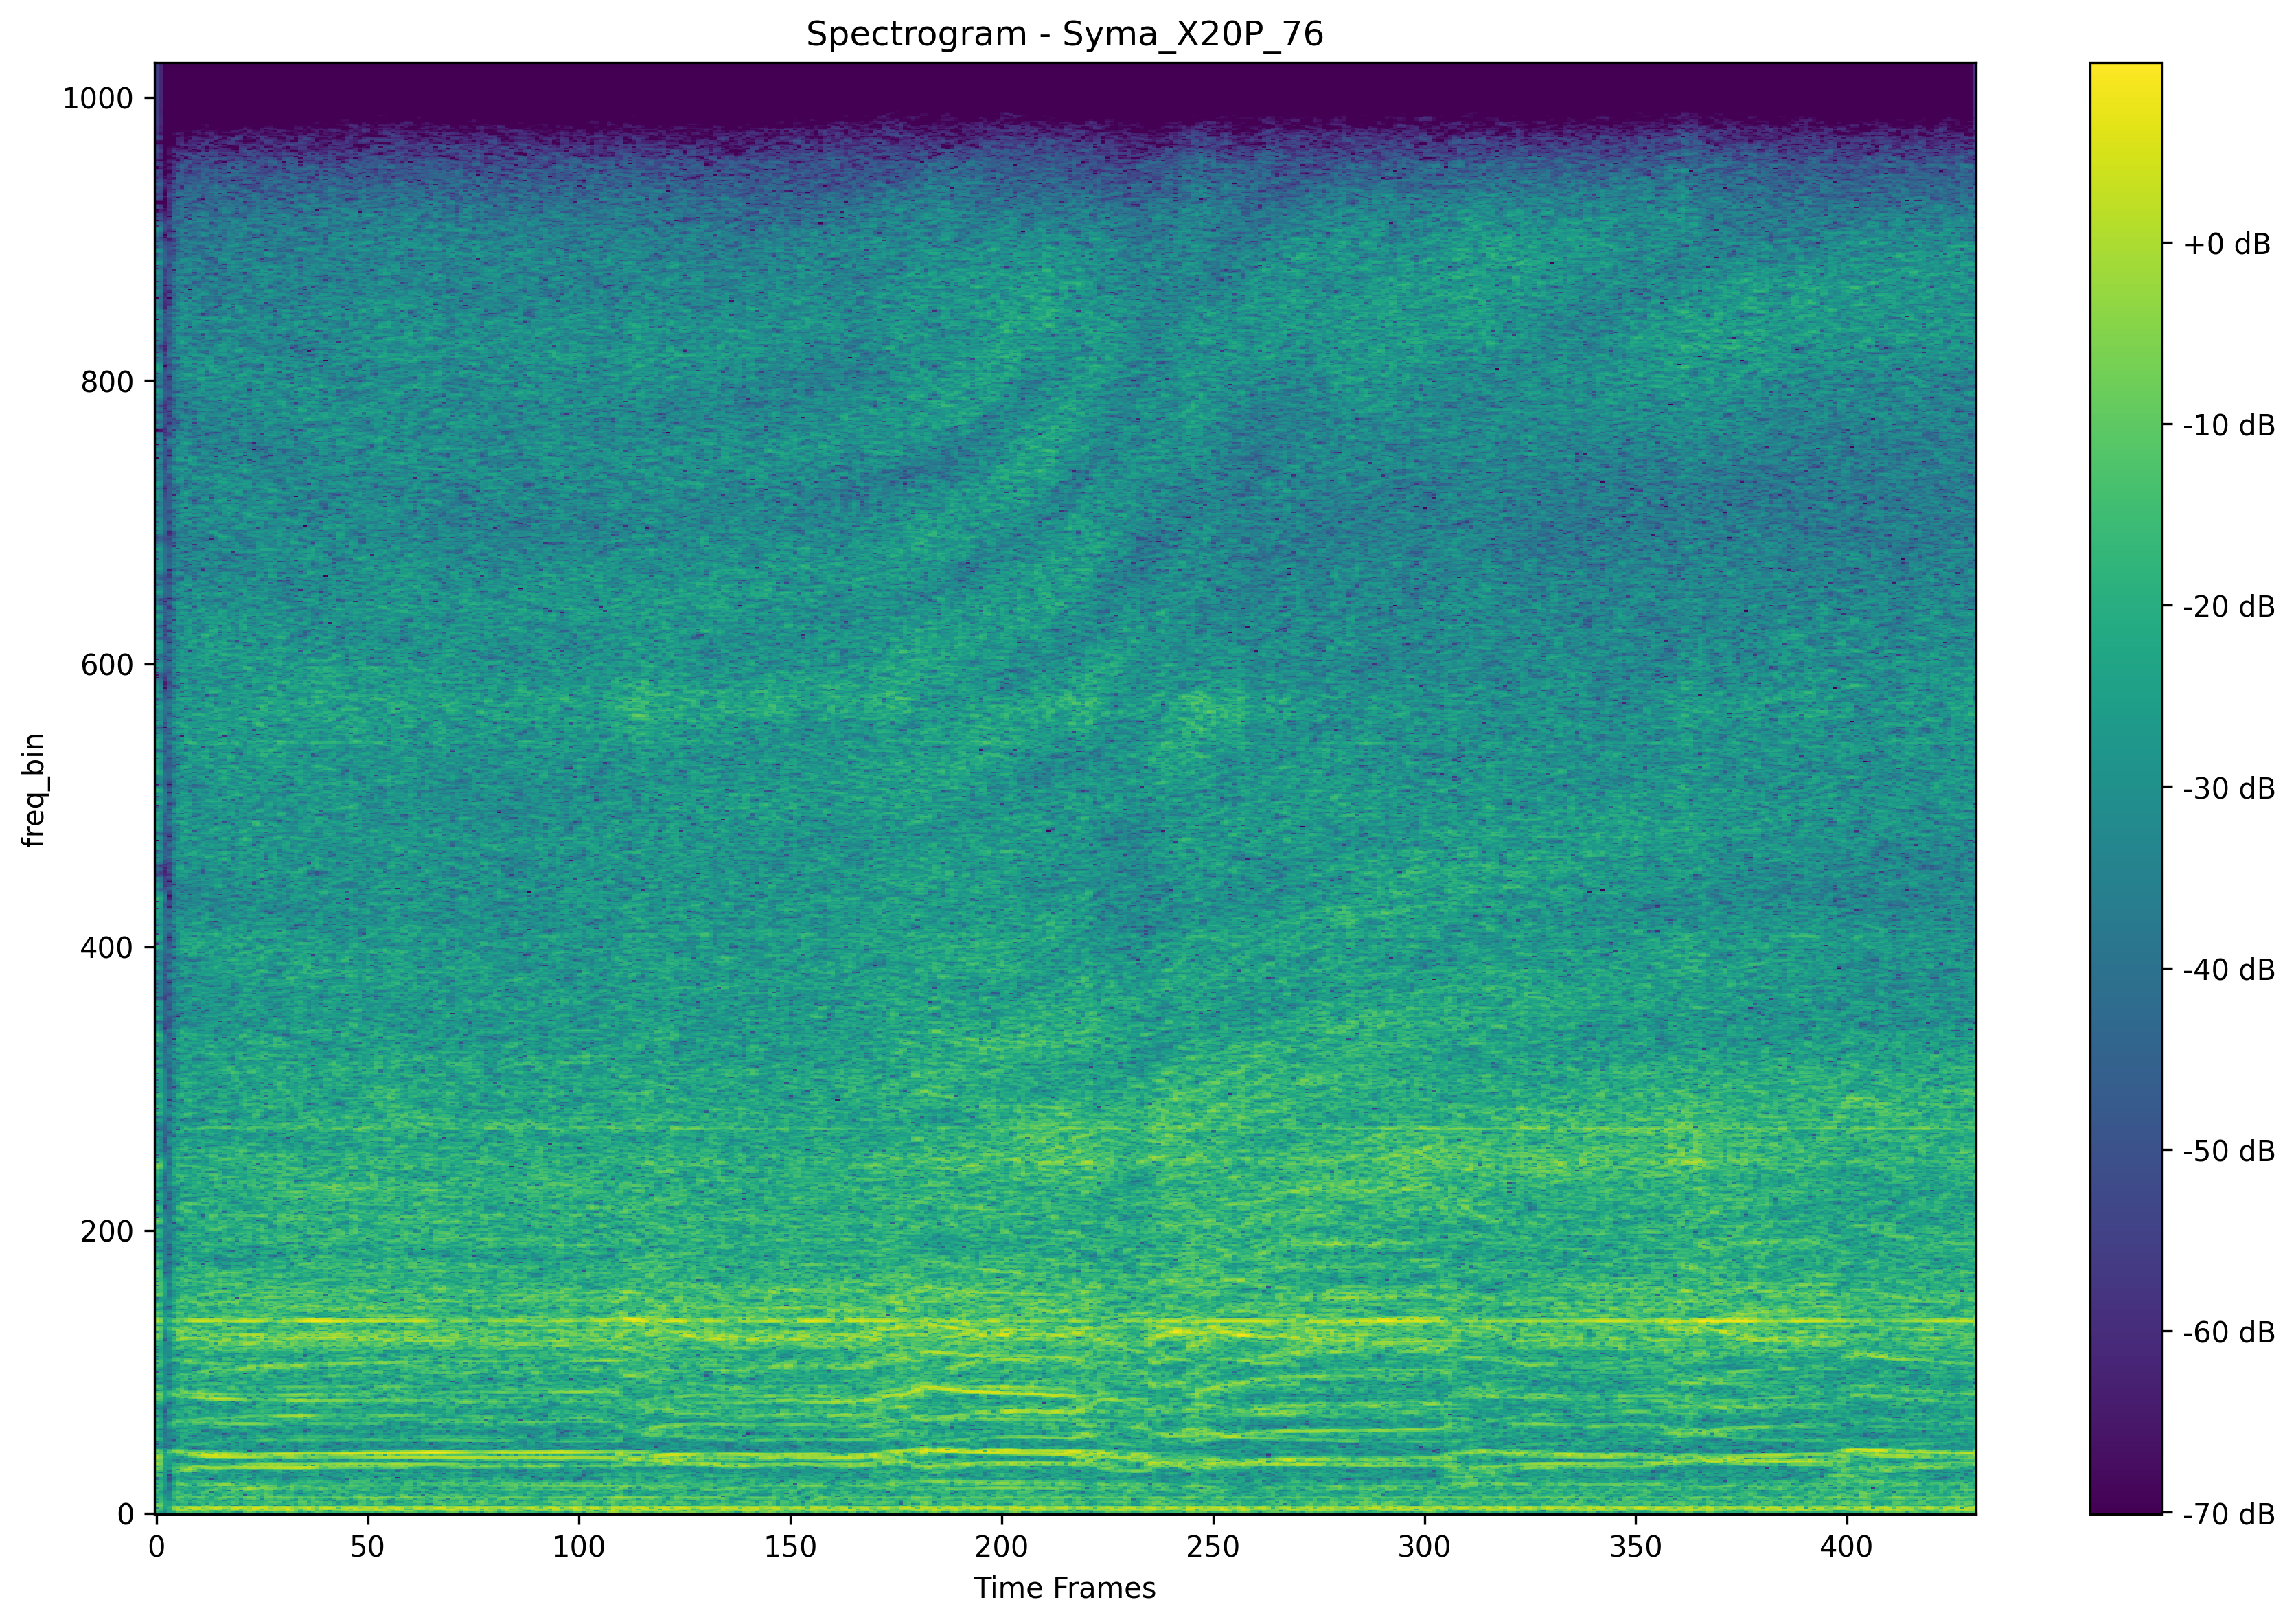 Spectrogram - Syma_X20P_76
1000
800
600
400
200
0
freq_bin
0 50 100 150 200 250 300 350 400
Time Frames
+0 dB
-10 dB
-20 dB
-30 dB
-40 dB
-50 dB
-60 dB
-70 dB